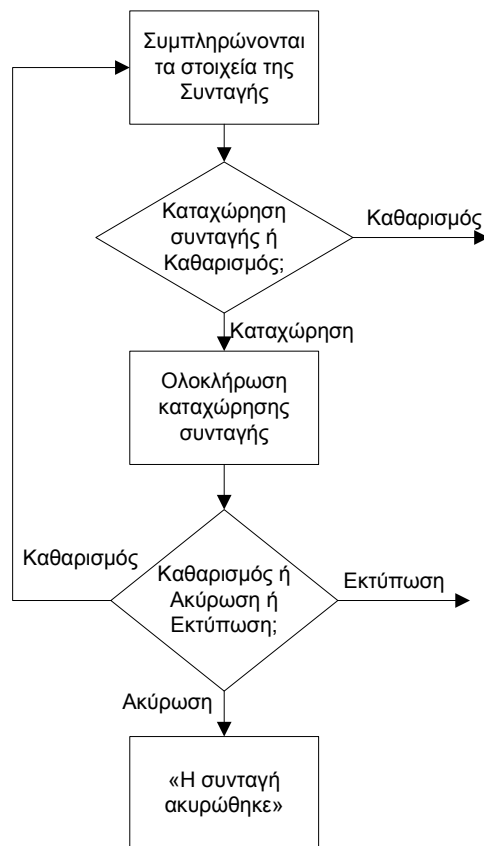 Συμπληρώνονται
τα στοιχεία της
Συνταγής
Καταχώρηση
συνταγής ή
Καθαρισμός;
Καθαρισμός
Καταχώρηση
Ολοκλήρωση
καταχώρησης
συνταγής
Καθαρισμός
Καθαρισμός ή
Ακύρωση ή
Εκτύπωση;
Εκτύπωση
Ακύρωση
«Η συνταγή
ακυρώθηκε»